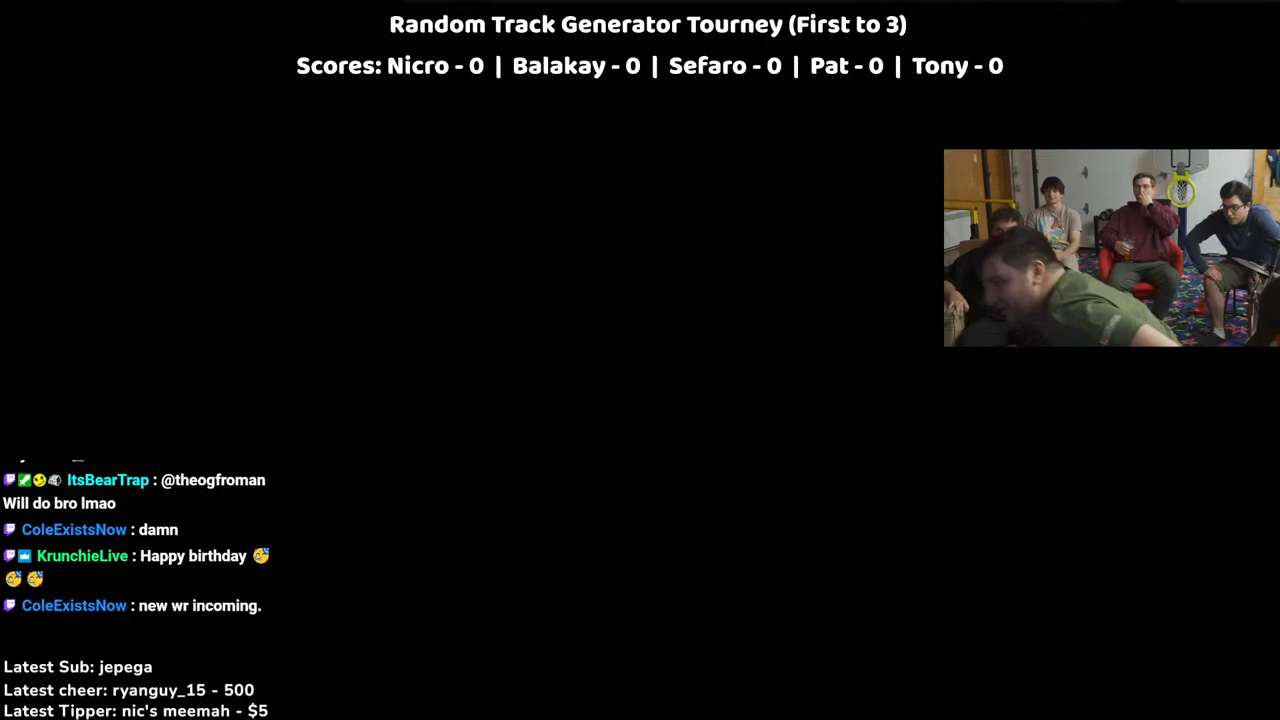 Random Track Generator Tourney (First to 3)
Scores: Nicro - 0 | Balakay - 0 | Sefaro - 0 | Pat - 0 | Tony - 0
ItsBearTrap : @theogfroman
Will do bro lmao
ColeExistsNow : damn
KrunchieLive : Happy birthday 🥳
🥳 🥳
ColeExistsNow : new wr incoming.
Latest Sub: jepega
Latest cheer: ryanguy_15 - 500
Latest Tipper: nic's meemah - $5